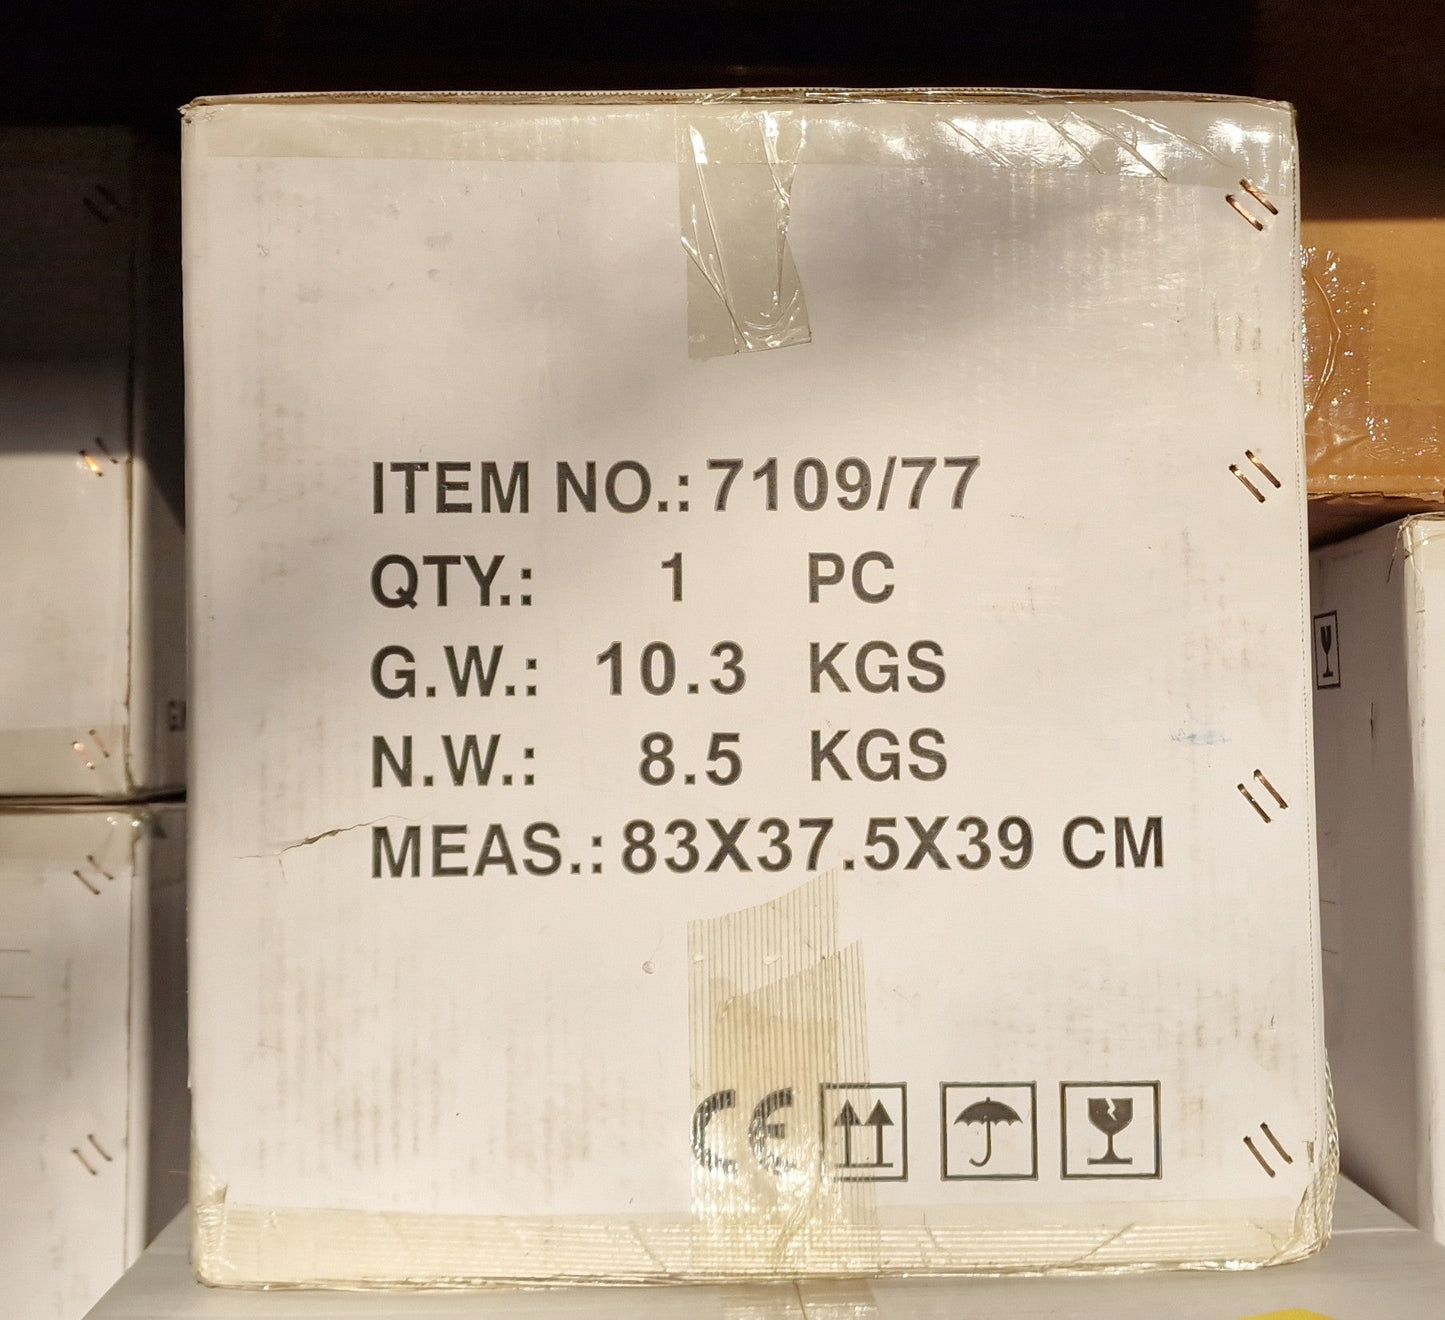 ITEM NO.: 7109/77
QTY.: 1 PC
G.W.: 10.3 KGS
N.W.: 8.5 KGS
MEAS.: 83X37.5X39 CM
CE